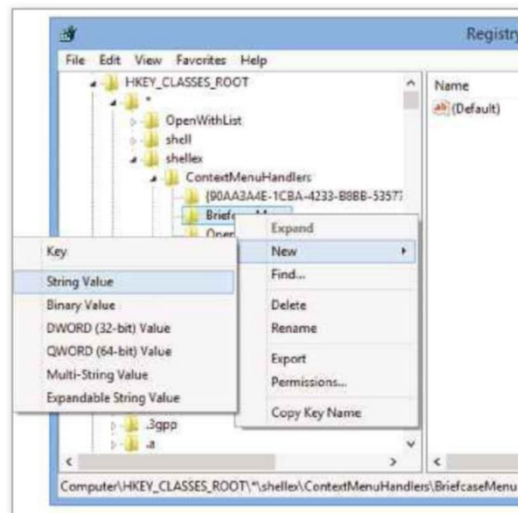 Registry
File Edit View Favorites Help
HKEY_CLASSES_ROOT
*
OpenWithList
shell
shellex
ContextMenuHandlers
{90AA3A4E-1CBA-4233-B8BB-53577
Name
(Default)
Expand
New
Find...
Delete
Rename
Export
Permissions...
Copy Key Name
Key
String Value
Binary Value
DWORD (32-bit) Value
QWORD (64-bit) Value
Multi-String Value
Expandable String Value
.3gpp
.a
Computer\HKEY_CLASSES_ROOT\*\shellex\ContextMenuHandlers\BriefcaseMenu